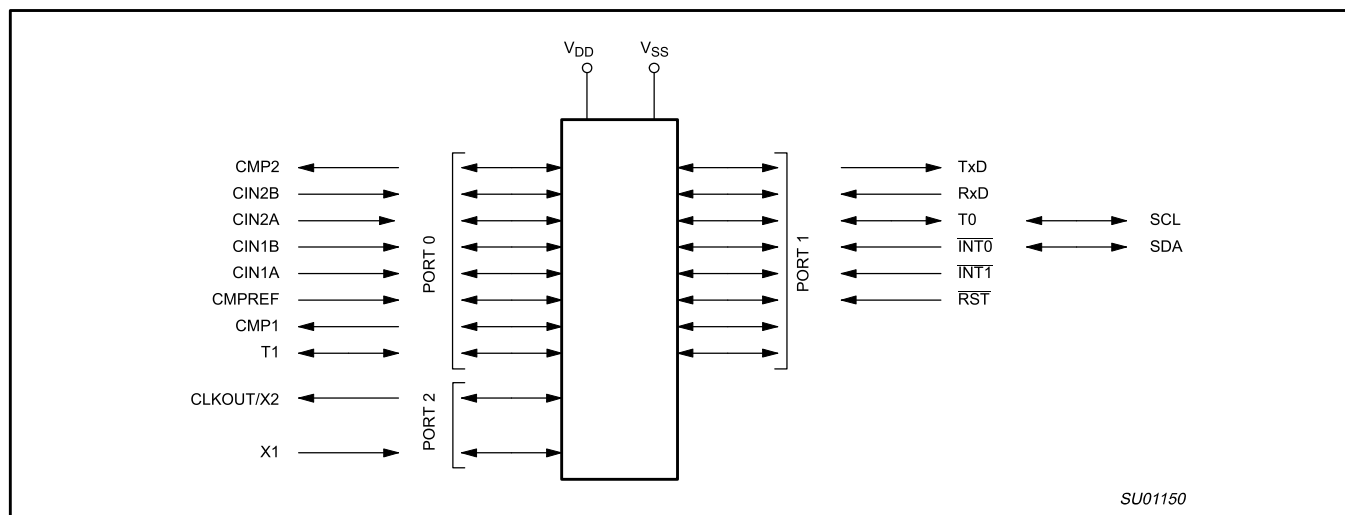 VDD VSS
CMP2 TxD
CIN2B RxD
CIN2A T0 SCL
CIN1B INT0 SDA
CIN1A INT1
CMPREF RST
CMP1
T1
PORT 0
PORT 1
CLKOUT/X2
X1
PORT 2
SU01150